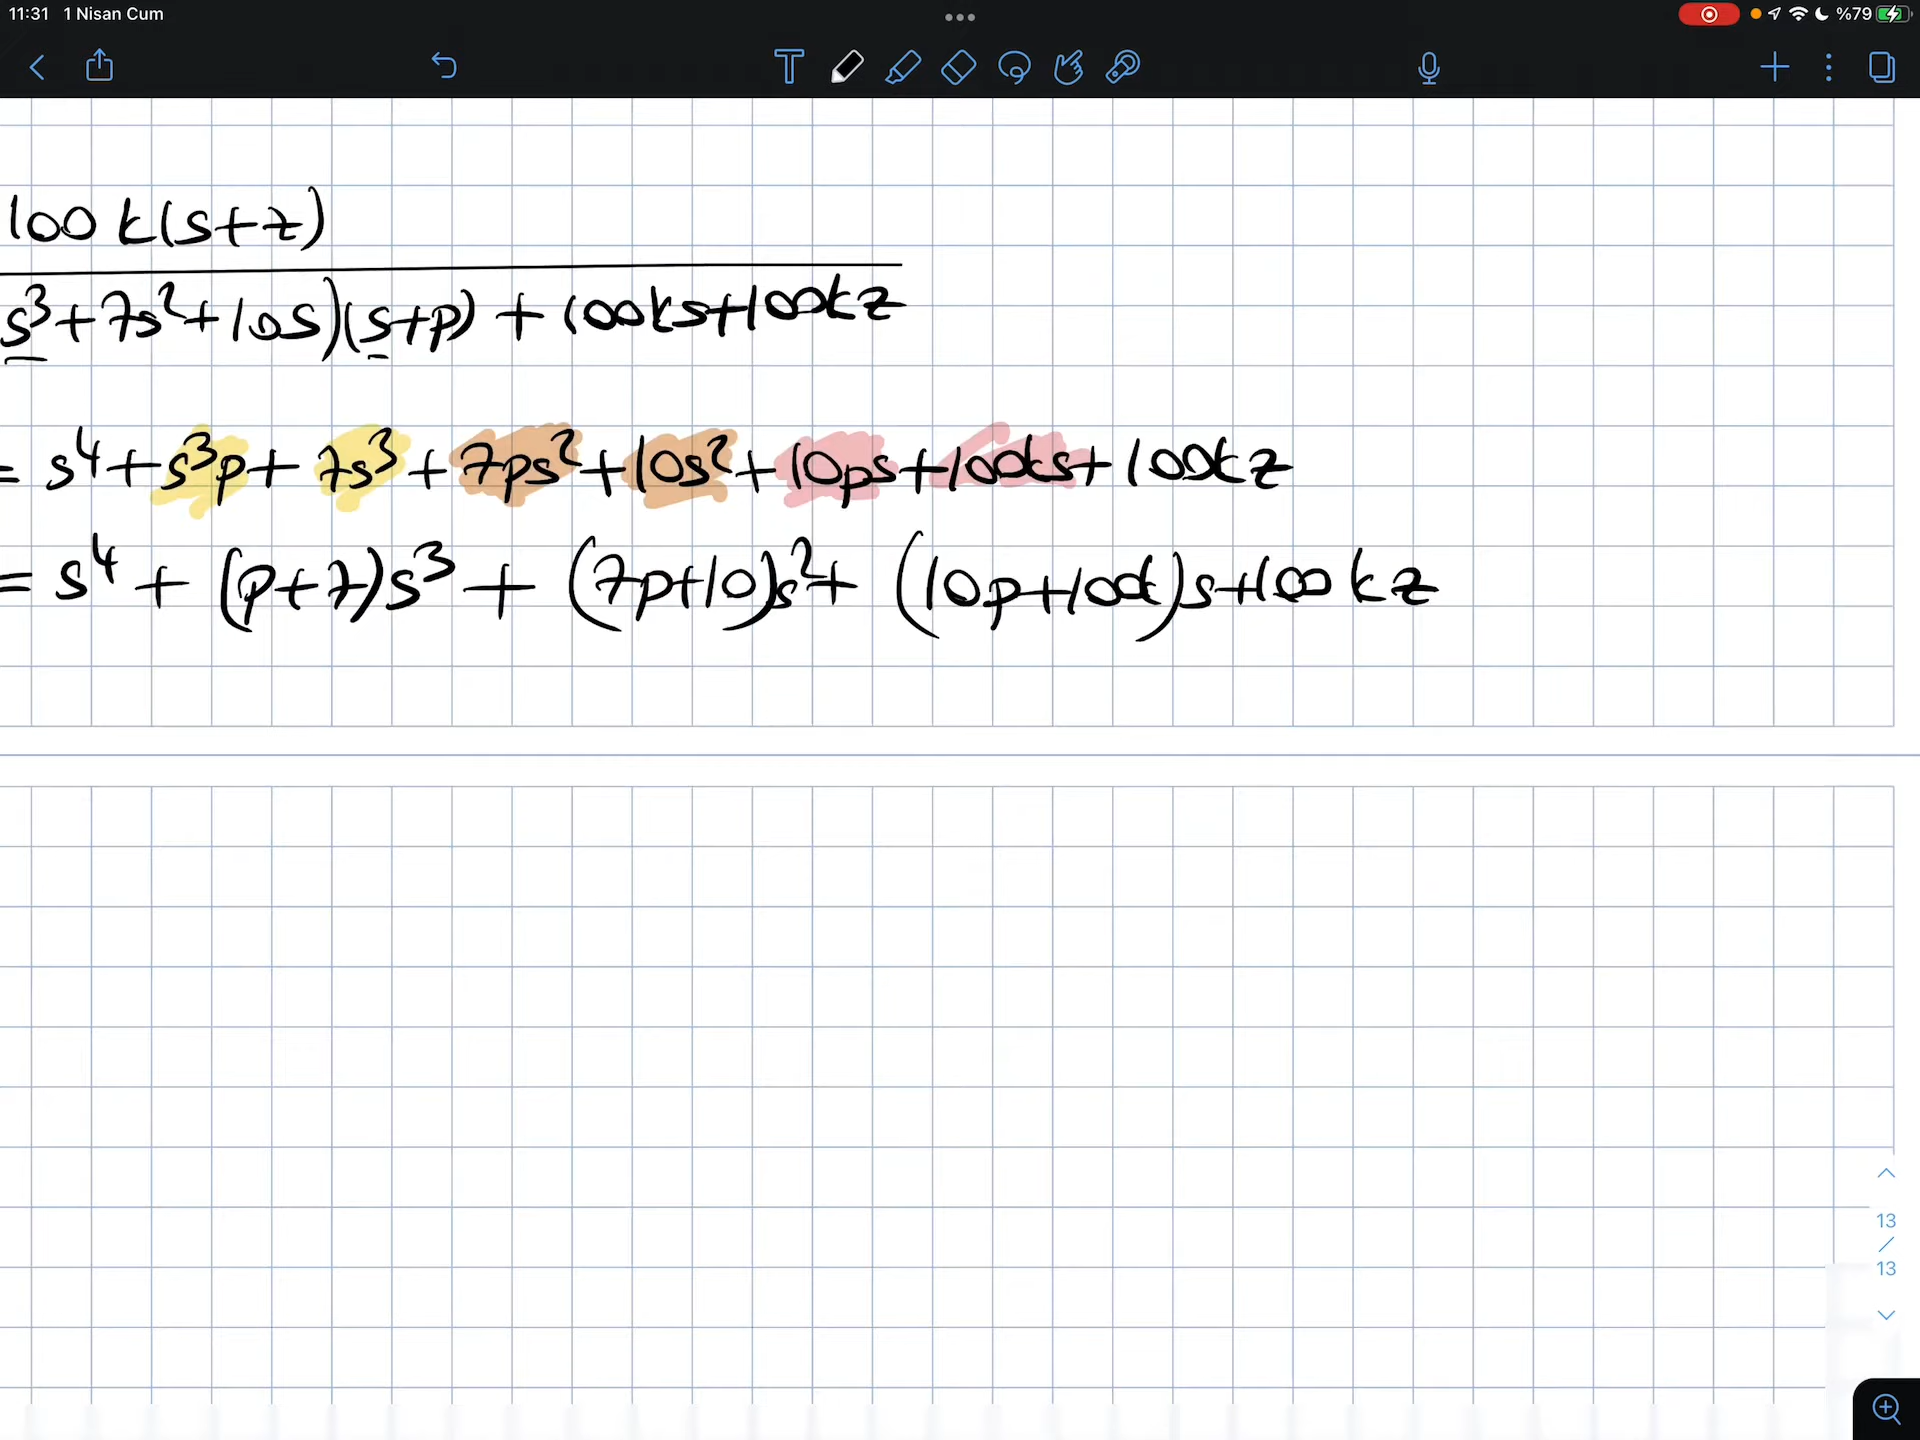 11:31 1 Nisan Cum %79
100k(s+z)
s³+7s²+10s)(s+p) + 100ks+100kz
= s⁴+s³p+7s³+7ps²+10s²+10ps+100ks+100kz
= s⁴ + (p+7)s³ + (7p+10)s²+ (10p+100k)s+100kz
13
/
13